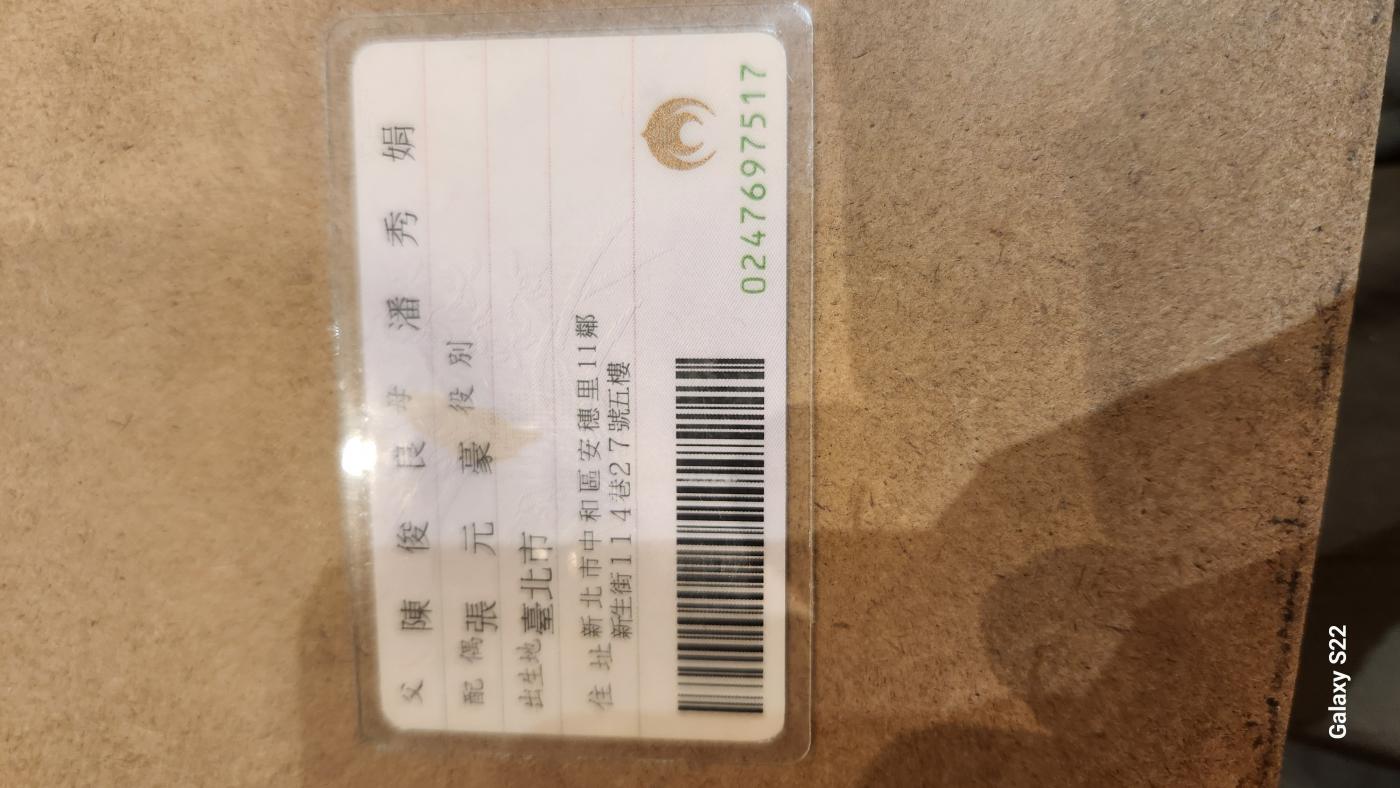 父 陳俊良 母 潘秀娟
配偶 張元豪 役別
出生地 臺北市
住址 新北市中和區安穗里11鄰
新生街114巷27號五樓
0247697517
Galaxy S22